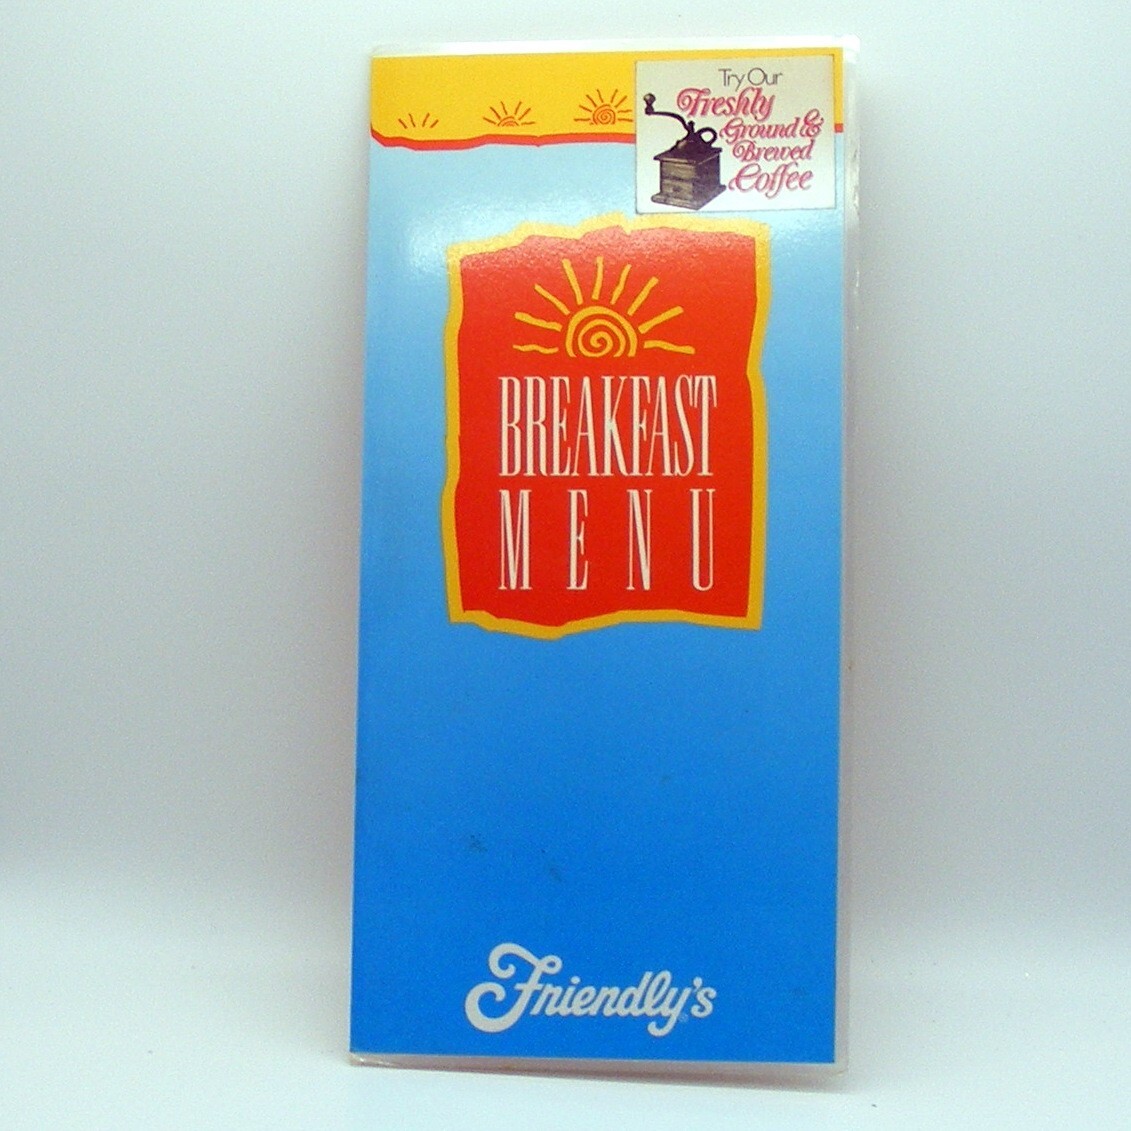 Try Our
Freshly
Ground &
Brewed
Coffee
BREAKFAST
MENU
Friendly's